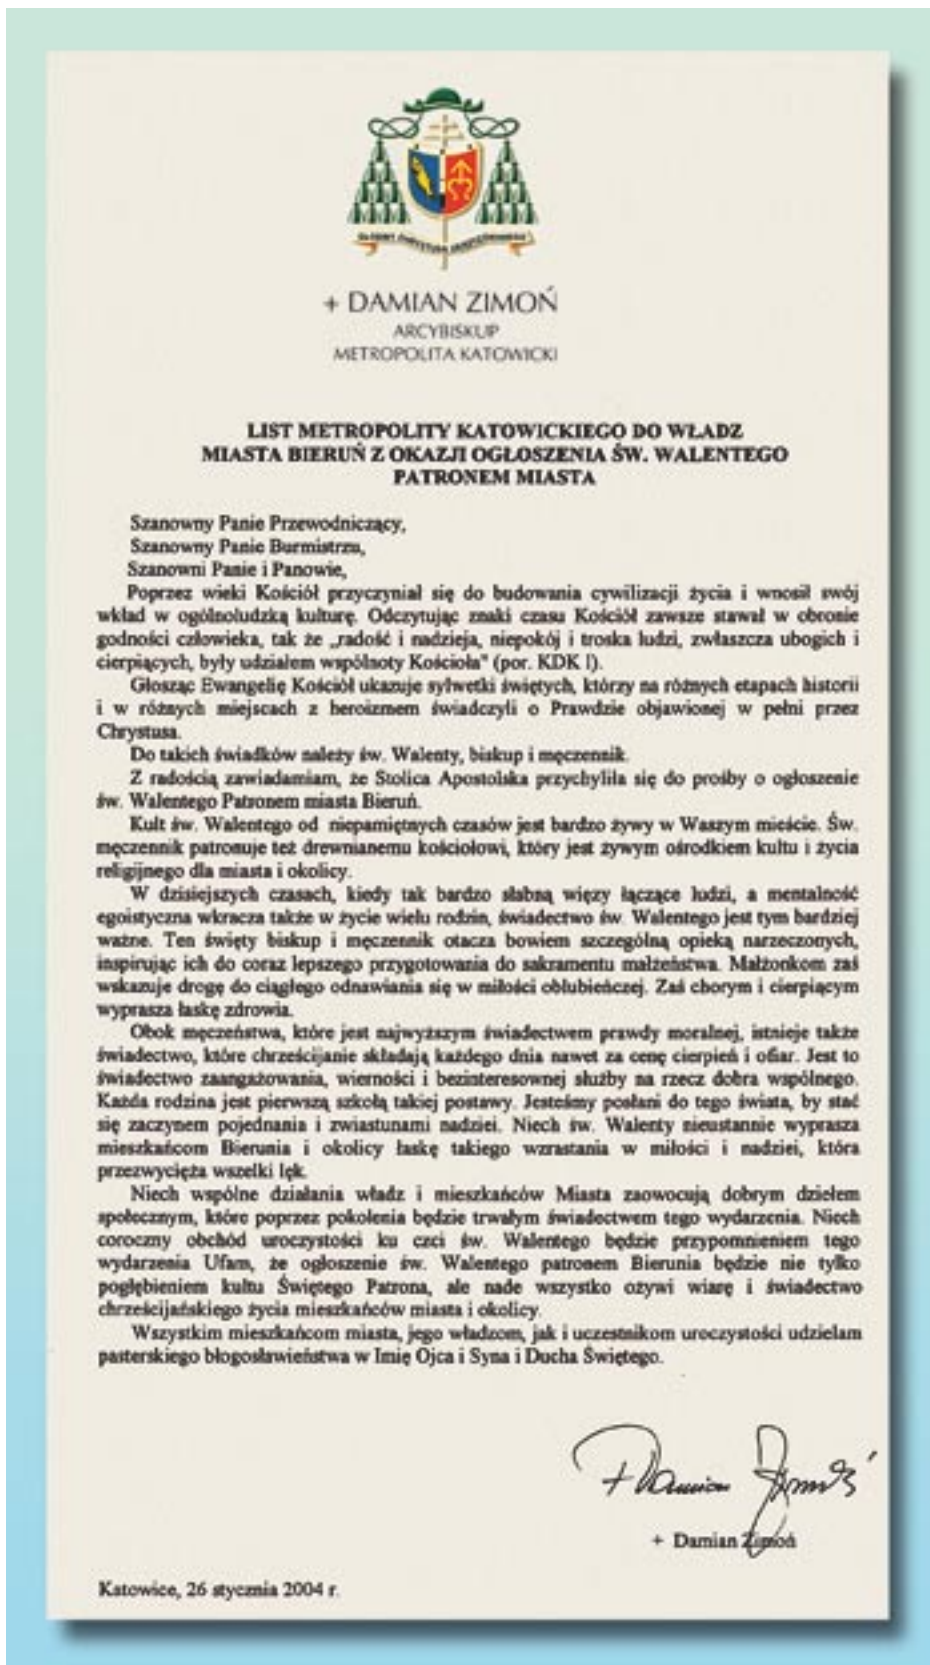 + DAMIAN ZIMOŃ
ARCYBISKUP
METROPOLITA KATOWICKI
LIST METROPOLITY KATOWICKIEGO DO WŁADZ
MIASTA BIERUŃ Z OKAZJI OGŁOSZENIA ŚW. WALENTEGO
PATRONEM MIASTA
Szanowny Panie Przewodniczący,
Szanowny Panie Burmistrzu,
Szanowni Panie i Panowie,
Poprzez wieki Kościół przyczyniał się do budowania cywilizacji życia i wnosił swój
wkład w ogólnoludzką kulturę. Odczytując znaki czasu Kościół zawsze stawał w obronie
godności człowieka, tak że „radość i nadzieja, niepokój i troska ludzi, zwłaszcza ubogich i
cierpiących, były udziałem wspólnoty Kościoła" (por. KDK I).
Głosząc Ewangelię Kościół ukazuje sylwetki świętych, którzy na różnych etapach historii
i w różnych miejscach z heroizmem świadczyli o Prawdzie objawionej w pełni przez
Chrystusa.
Do takich świadków należy św. Walenty, biskup i męczennik.
Z radością zawiadamiam, że Stolica Apostolska przychyliła się do prośby o ogłoszenie
św. Walentego Patronem miasta Bieruń.
Kult św. Walentego od niepamiętnych czasów jest bardzo żywy w Waszym mieście. Św.
męczennik patronuje też drewnianemu kościołowi, który jest żywym ośrodkiem kultu i życia
religijnego dla miasta i okolicy.
W dzisiejszych czasach, kiedy tak bardzo słabną więzy łączące ludzi, a mentalność
egoistyczna wkracza także w życie wielu rodzin, świadectwo św. Walentego jest tym bardziej
ważne. Ten święty biskup i męczennik otacza bowiem szczególną opieką narzeczonych,
inspirując ich do coraz lepszego przygotowania do sakramentu małżeństwa. Małżonkom zaś
wskazuje drogę do ciągłego odnawiania się w miłości oblubieńczej. Zaś chorym i cierpiącym
wyprasza łaskę zdrowia.
Obok męczeństwa, które jest najwyższym świadectwem prawdy moralnej, istnieje także
świadectwo, które chrześcijanie składają każdego dnia nawet za cenę cierpień i ofiar. Jest to
świadectwo zaangażowania, wierności i bezinteresownej służby na rzecz dobra wspólnego.
Każda rodzina jest pierwszą szkołą takiej postawy. Jesteśmy posłani do tego świata, by stać
się zaczynem pojednania i zwiastunami nadziei. Niech św. Walenty nieustannie wyprasza
mieszkańcom Bierunia i okolicy łaskę takiego wzrastania w miłości i nadziei, która
przezwycięża wszelki lęk.
Niech wspólne działania władz i mieszkańców Miasta zaowocują dobrym dziełem
społecznym, które poprzez pokolenia będzie trwałym świadectwem tego wydarzenia. Niech
coroczny obchód uroczystości ku czci św. Walentego będzie przypomnieniem tego
wydarzenia Ufam, że ogłoszenie św. Walentego patronem Bierunia będzie nie tylko
pogłębieniem kultu Świętego Patrona, ale nade wszystko ożywi wiarę i świadectwo
chrześcijańskiego życia mieszkańców miasta i okolicy.
Wszystkim mieszkańcom miasta, jego władzom, jak i uczestnikom uroczystości udzielam
pasterskiego błogosławieństwa w Imię Ojca i Syna i Ducha Świętego.
+ Damian Zimoń
+ Damian Zimoń
Katowice, 26 stycznia 2004 r.